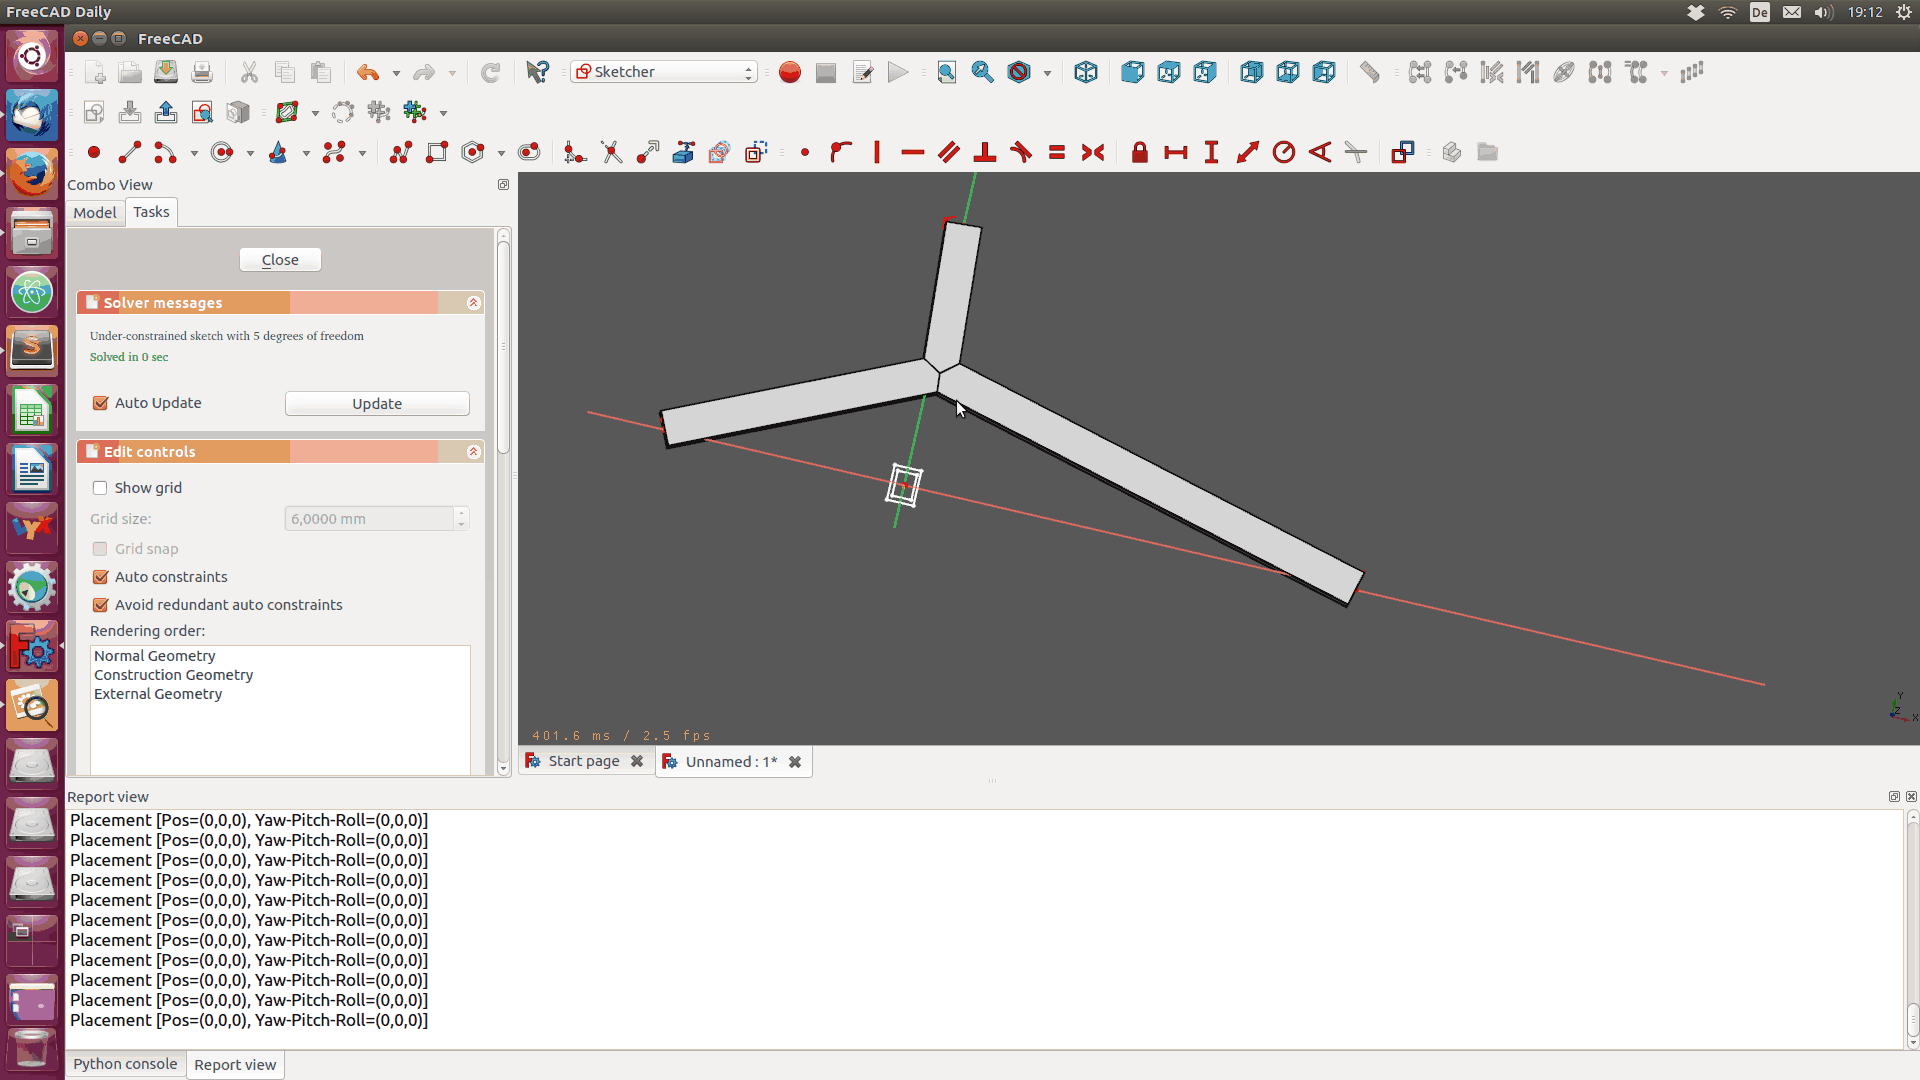 FreeCAD Daily
De
19:12
FreeCAD
Sketcher
Combo View
Model
Tasks
Close
Solver messages
Under-constrained sketch with 5 degrees of freedom
Solved in 0 sec
Auto Update
Update
Edit controls
Show grid
Grid size:
6,0000 mm
Grid snap
Auto constraints
Avoid redundant auto constraints
Rendering order:
Normal Geometry
Construction Geometry
External Geometry
Y
Z
X
401.6 ms / 2.5 fps
Start page
Unnamed : 1*
Report view
Placement [Pos=(0,0,0), Yaw-Pitch-Roll=(0,0,0)]
Placement [Pos=(0,0,0), Yaw-Pitch-Roll=(0,0,0)]
Placement [Pos=(0,0,0), Yaw-Pitch-Roll=(0,0,0)]
Placement [Pos=(0,0,0), Yaw-Pitch-Roll=(0,0,0)]
Placement [Pos=(0,0,0), Yaw-Pitch-Roll=(0,0,0)]
Placement [Pos=(0,0,0), Yaw-Pitch-Roll=(0,0,0)]
Placement [Pos=(0,0,0), Yaw-Pitch-Roll=(0,0,0)]
Placement [Pos=(0,0,0), Yaw-Pitch-Roll=(0,0,0)]
Placement [Pos=(0,0,0), Yaw-Pitch-Roll=(0,0,0)]
Placement [Pos=(0,0,0), Yaw-Pitch-Roll=(0,0,0)]
Placement [Pos=(0,0,0), Yaw-Pitch-Roll=(0,0,0)]
Python console
Report view